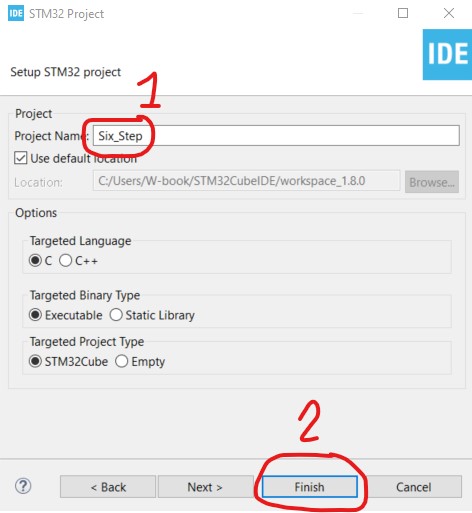 IDE STM32 Project
IDE
Setup STM32 project
1
Project
Project Name: Six_Step
Use default location
Location: C:/Users/W-book/STM32CubeIDE/workspace_1.8.0 Browse...
Options
Targeted Language
C C++
Targeted Binary Type
Executable Static Library
Targeted Project Type
STM32Cube Empty
2
? < Back Next > Finish Cancel